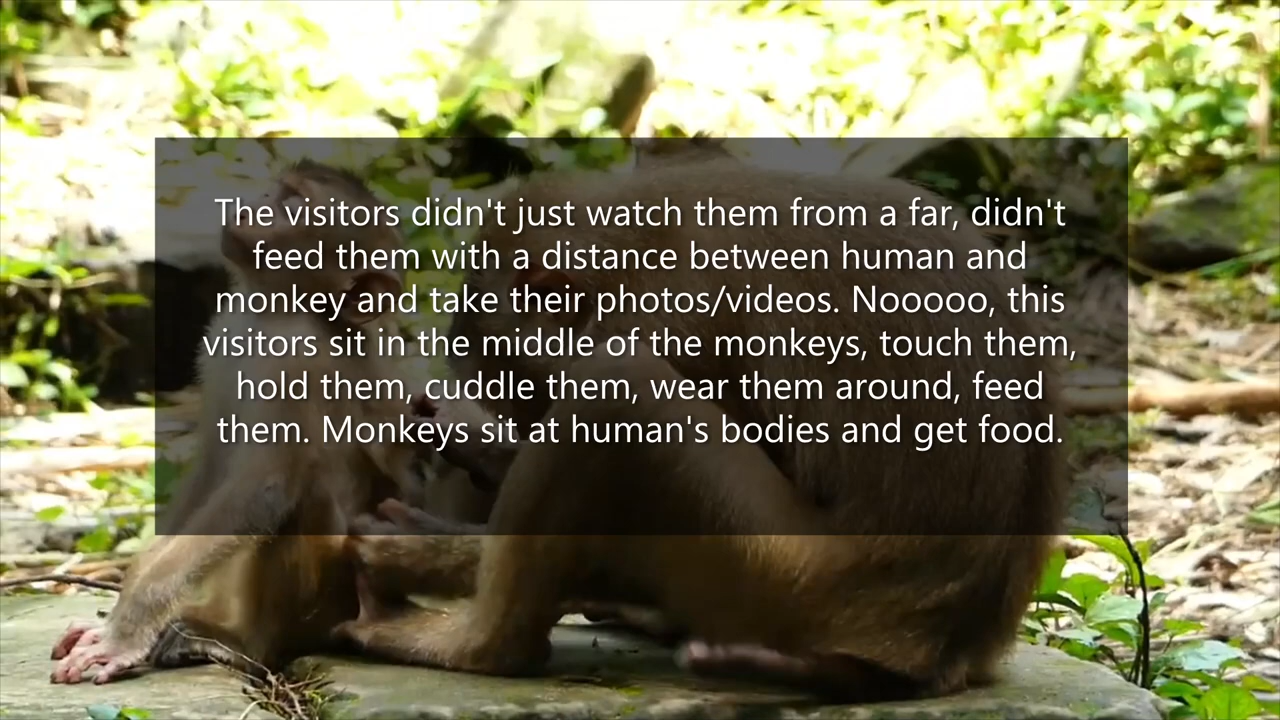 The visitors didn't just watch them from a far, didn't
feed them with a distance between human and
monkey and take their photos/videos. Nooooo, this
visitors sit in the middle of the monkeys, touch them,
hold them, cuddle them, wear them around, feed
them. Monkeys sit at human's bodies and get food.